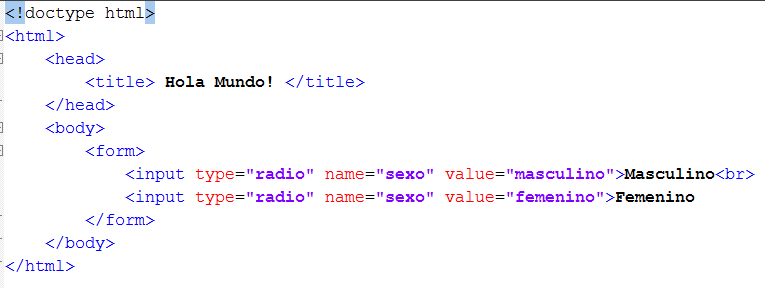 <!doctype html>
<html>
<head>
<title> Hola Mundo! </title>
</head>
<body>
<form>
<input type="radio" name="sexo" value="masculino">Masculino<br>
<input type="radio" name="sexo" value="femenino">Femenino
</form>
</body>
</html>